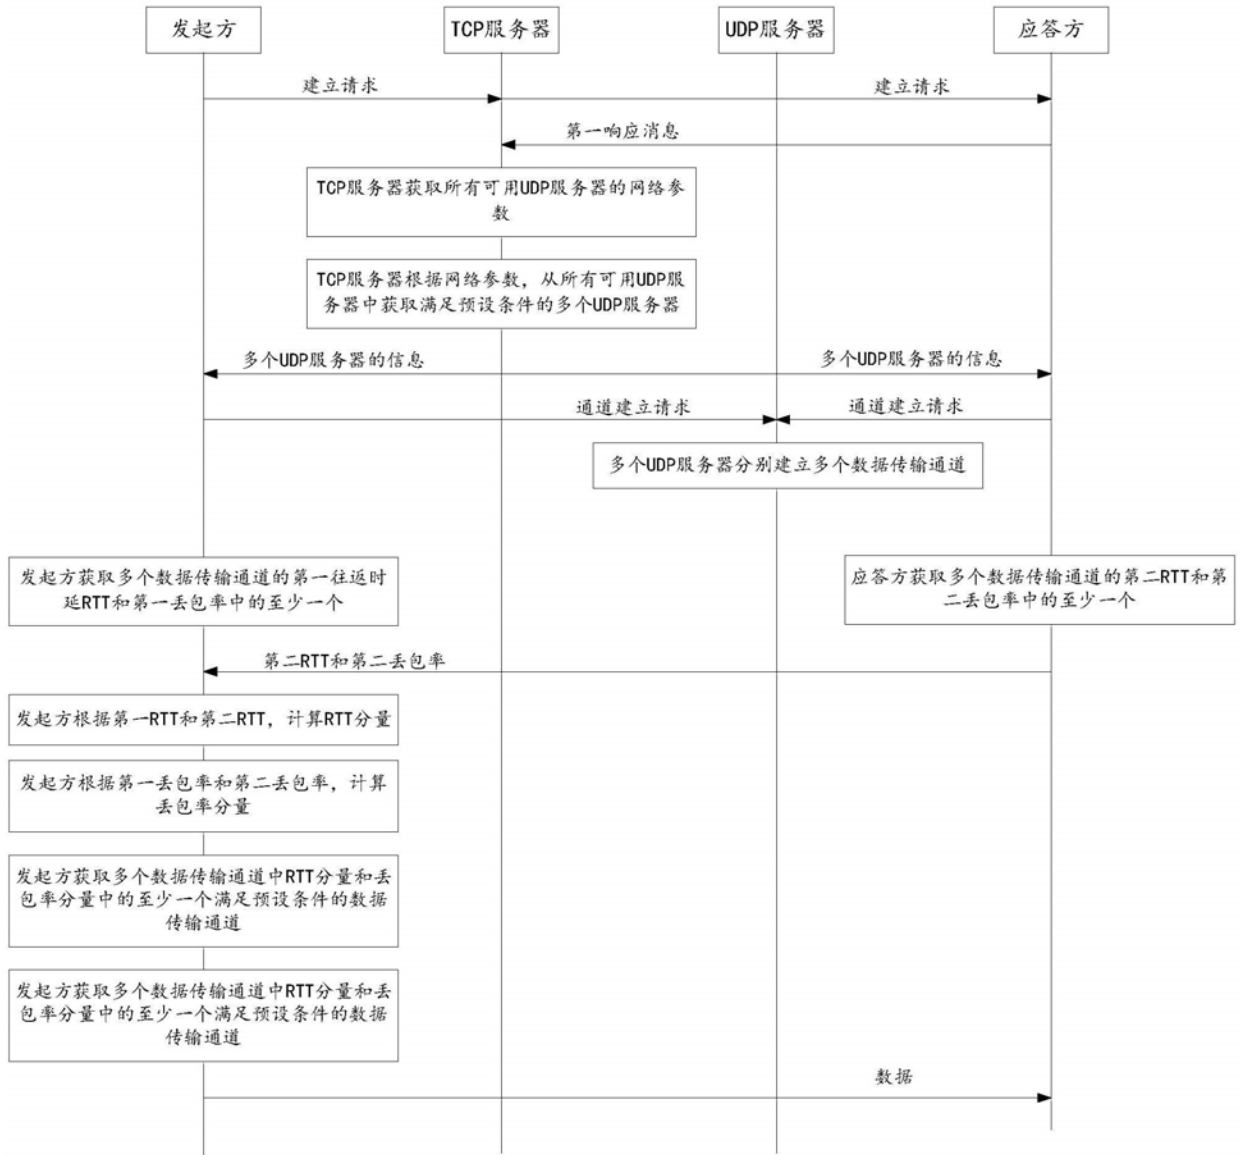 发起方
TCP服务器
UDP服务器
应答方
建立请求
建立请求
第一响应消息
TCP服务器获取所有可用UDP服务器的网络参
数
TCP服务器根据网络参数，从所有可用UDP服
务器中获取满足预设条件的多个UDP服务器
多个UDP服务器的信息
多个UDP服务器的信息
通道建立请求
通道建立请求
多个UDP服务器分别建立多个数据传输通道
发起方获取多个数据传输通道的第一往返时
延RTT和第一丢包率中的至少一个
应答方获取多个数据传输通道的第二RTT和第
二丢包率中的至少一个
第二RTT和第二丢包率
发起方根据第一RTT和第二RTT，计算RTT分量
发起方根据第一丢包率和第二丢包率，计算
丢包率分量
发起方获取多个数据传输通道中RTT分量和丢
包率分量中的至少一个满足预设条件的数据
传输通道
发起方获取多个数据传输通道中RTT分量和丢
包率分量中的至少一个满足预设条件的数据
传输通道
数据